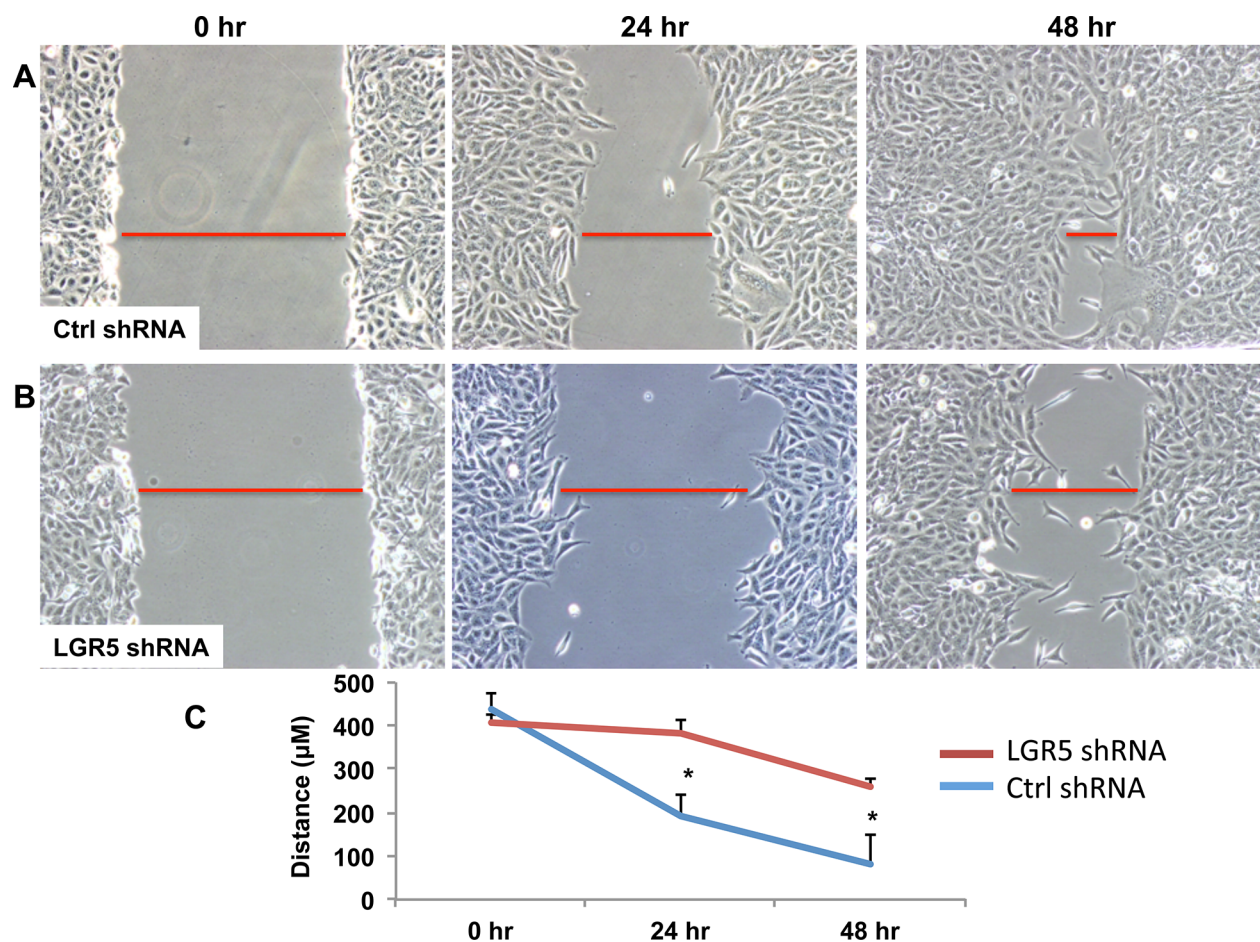 0 hr 24 hr 48 hr
A
Ctrl shRNA
B
LGR5 shRNA
C
Distance (µM)
500
400
300
200
100
0
*
*
0 hr 24 hr 48 hr
LGR5 shRNA
Ctrl shRNA